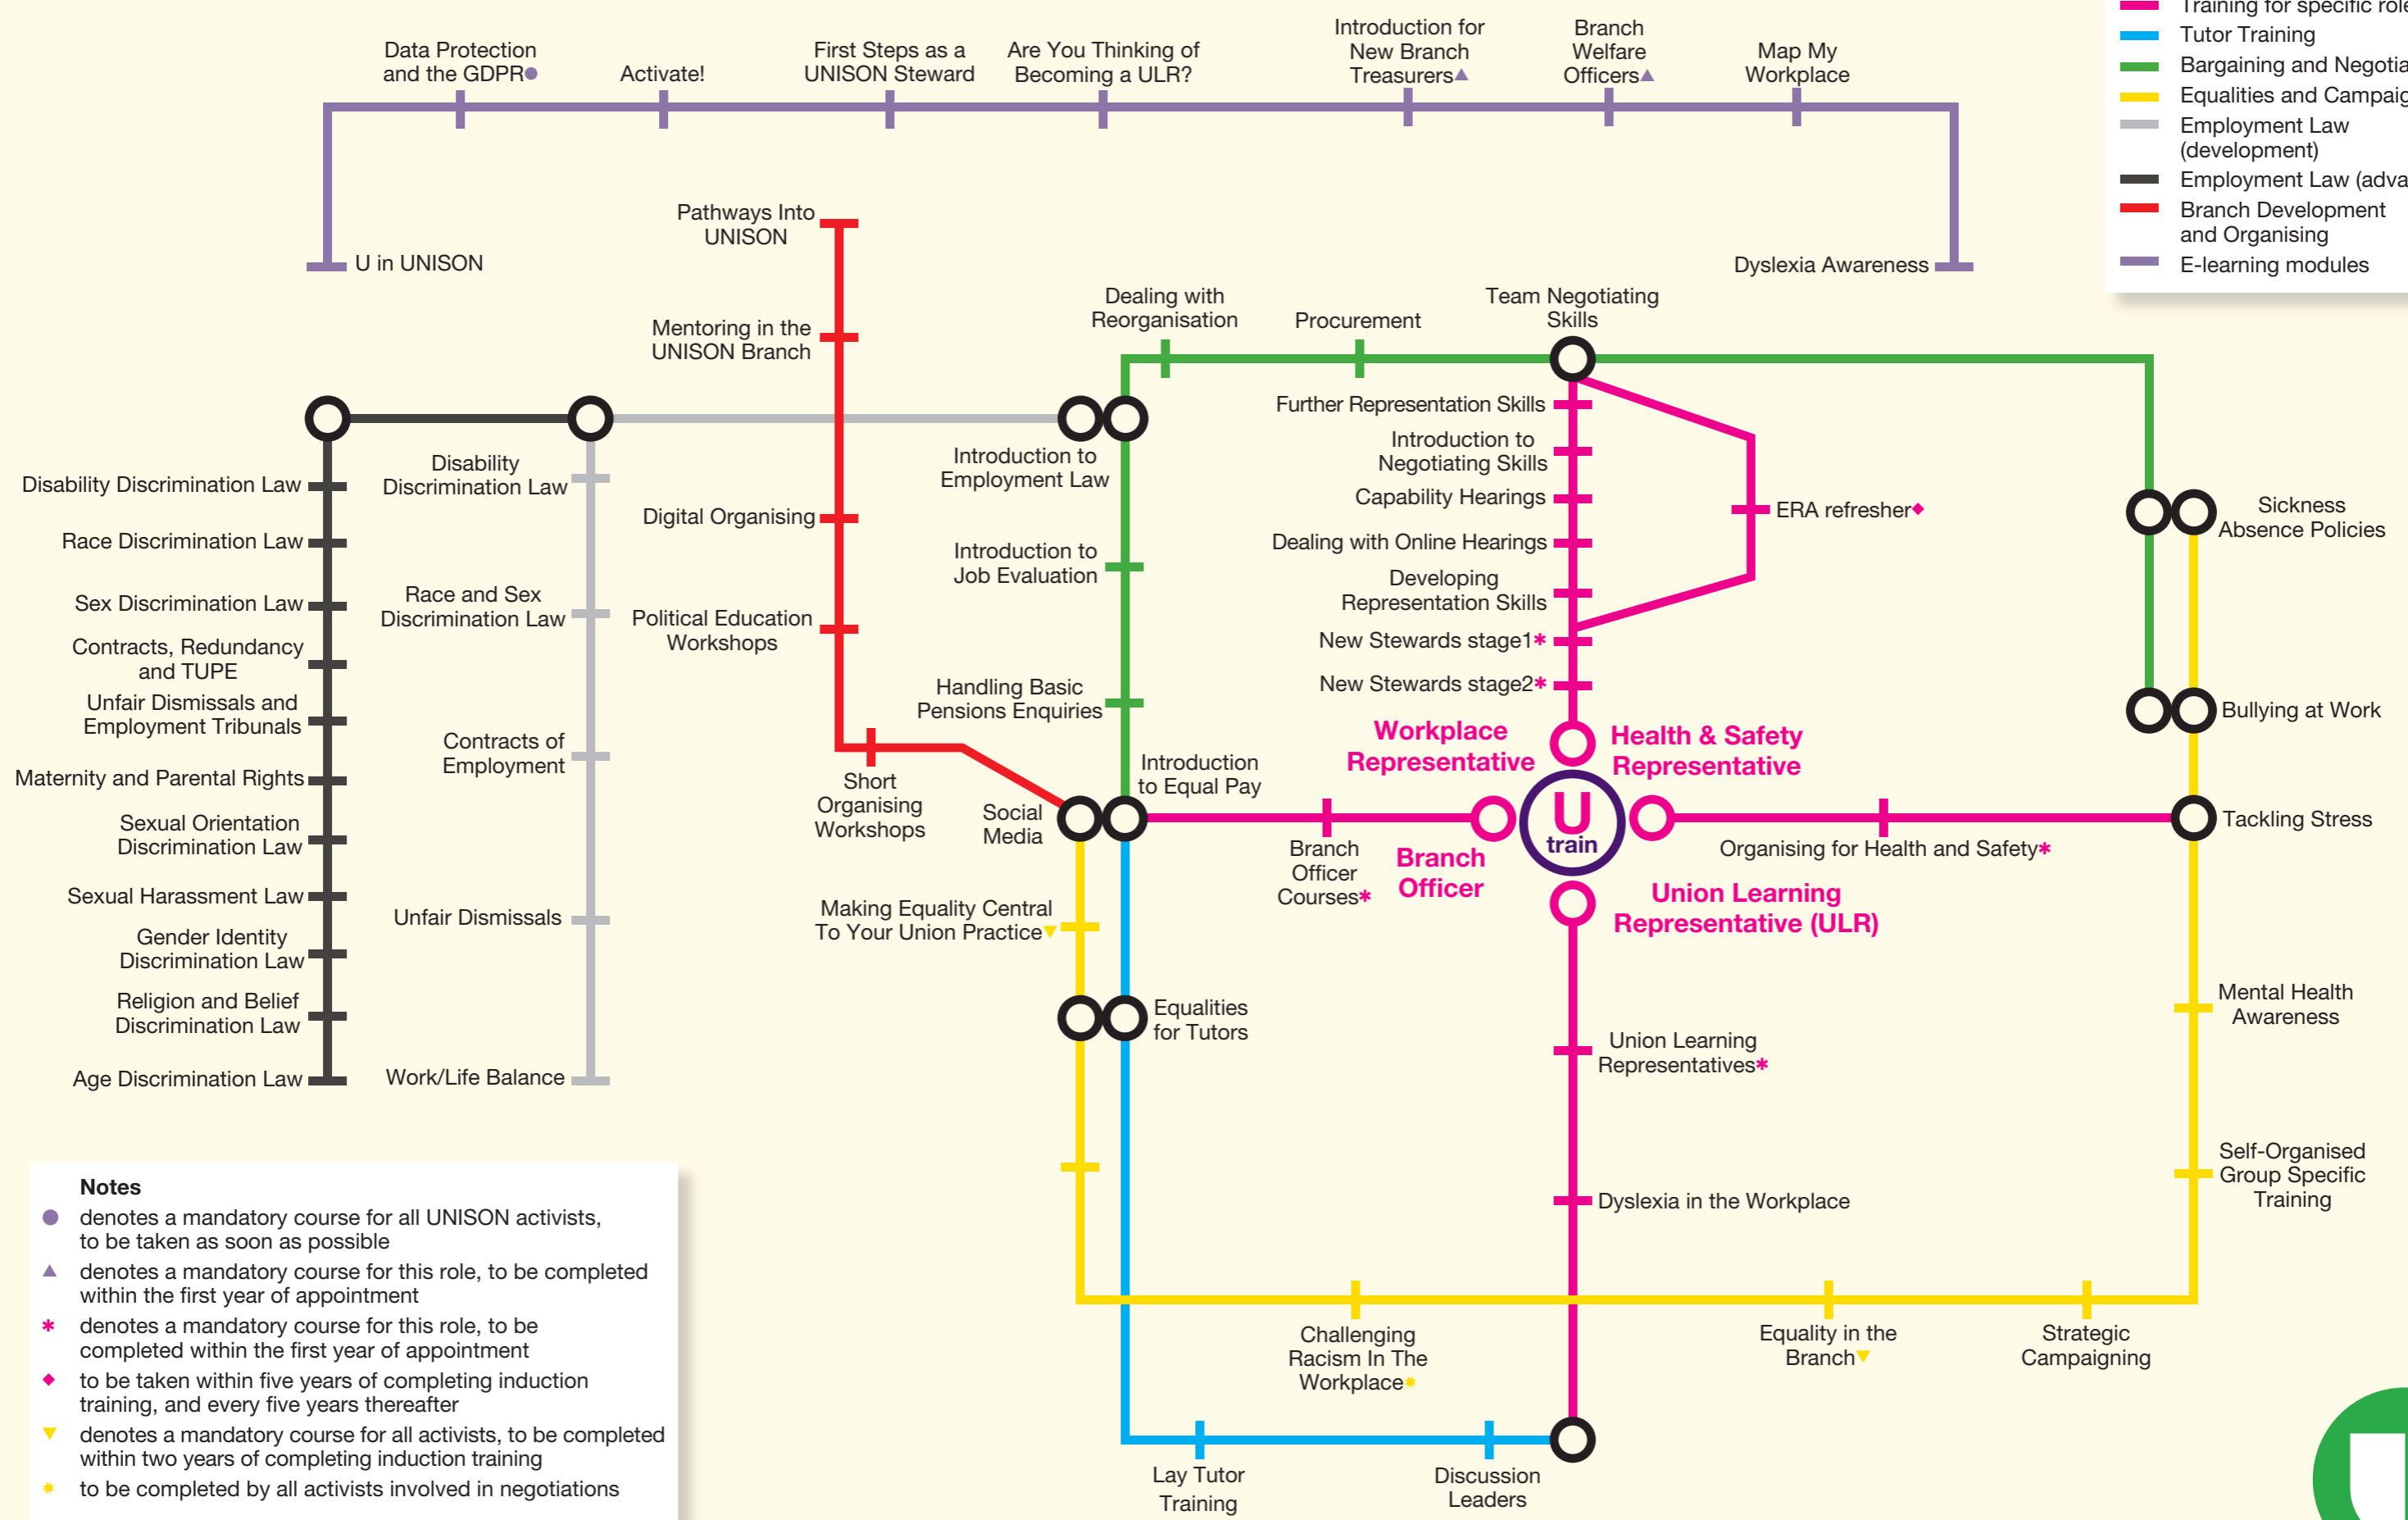 Data Protection
and the GDPR
Activate!
First Steps as a
UNISON Steward
Are You Thinking of
Becoming a ULR?
Introduction for
New Branch
Treasurers
Branch
Welfare
Officers
Map My
Workplace
U in UNISON
Dyslexia Awareness
Training for specific role
Tutor Training
Bargaining and Negotia
Equalities and Campaig
Employment Law
(development)
Employment Law (adva
Branch Development
and Organising
E-learning modules
Pathways Into
UNISON
Mentoring in the
UNISON Branch
Digital Organising
Political Education
Workshops
Short
Organising
Workshops
Social
Media
Dealing with
Reorganisation
Procurement
Team Negotiating
Skills
Introduction to
Employment Law
Introduction to
Job Evaluation
Handling Basic
Pensions Enquiries
Introduction
to Equal Pay
Further Representation Skills
Introduction to
Negotiating Skills
Capability Hearings
Dealing with Online Hearings
Developing
Representation Skills
New Stewards stage1*
New Stewards stage2*
ERA refresher
Sickness
Absence Policies
Bullying at Work
Tackling Stress
Mental Health
Awareness
Self-Organised
Group Specific
Training
Disability Discrimination Law
Race Discrimination Law
Sex Discrimination Law
Contracts, Redundancy
and TUPE
Unfair Dismissals and
Employment Tribunals
Maternity and Parental Rights
Sexual Orientation
Discrimination Law
Sexual Harassment Law
Gender Identity
Discrimination Law
Religion and Belief
Discrimination Law
Age Discrimination Law
Disability
Discrimination Law
Race and Sex
Discrimination Law
Contracts of
Employment
Unfair Dismissals
Work/Life Balance
Workplace
Representative
Health & Safety
Representative
U
train
Branch
Officer
Union Learning
Representative (ULR)
Branch
Officer
Courses*
Organising for Health and Safety*
Making Equality Central
To Your Union Practice
Equalities
for Tutors
Union Learning
Representatives*
Dyslexia in the Workplace
Challenging
Racism In The
Workplace*
Equality in the
Branch
Strategic
Campaigning
Lay Tutor
Training
Discussion
Leaders
Notes
denotes a mandatory course for all UNISON activists,
to be taken as soon as possible
denotes a mandatory course for this role, to be completed
within the first year of appointment
* denotes a mandatory course for this role, to be
completed within the first year of appointment
to be taken within five years of completing induction
training, and every five years thereafter
denotes a mandatory course for all activists, to be completed
within two years of completing induction training
* to be completed by all activists involved in negotiations